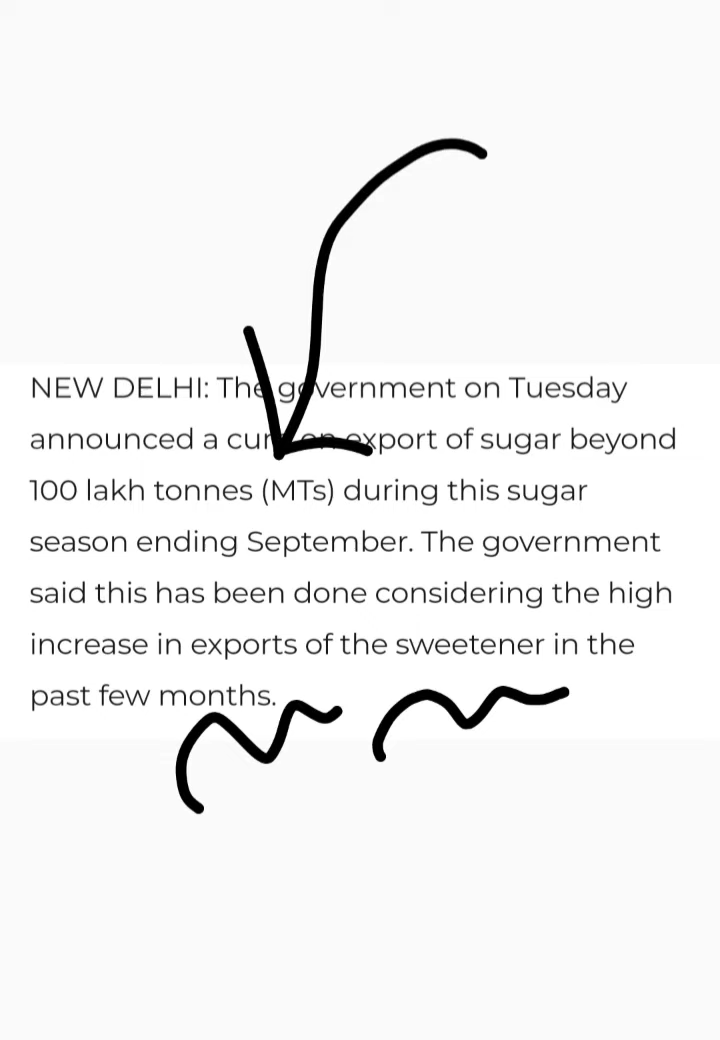 NEW DELHI: The government on Tuesday
announced a export of sugar beyond
100 lakh tonnes (MTs) during this sugar
season ending September. The government
said this has been done considering the high
increase in exports of the sweetener in the
past few months.